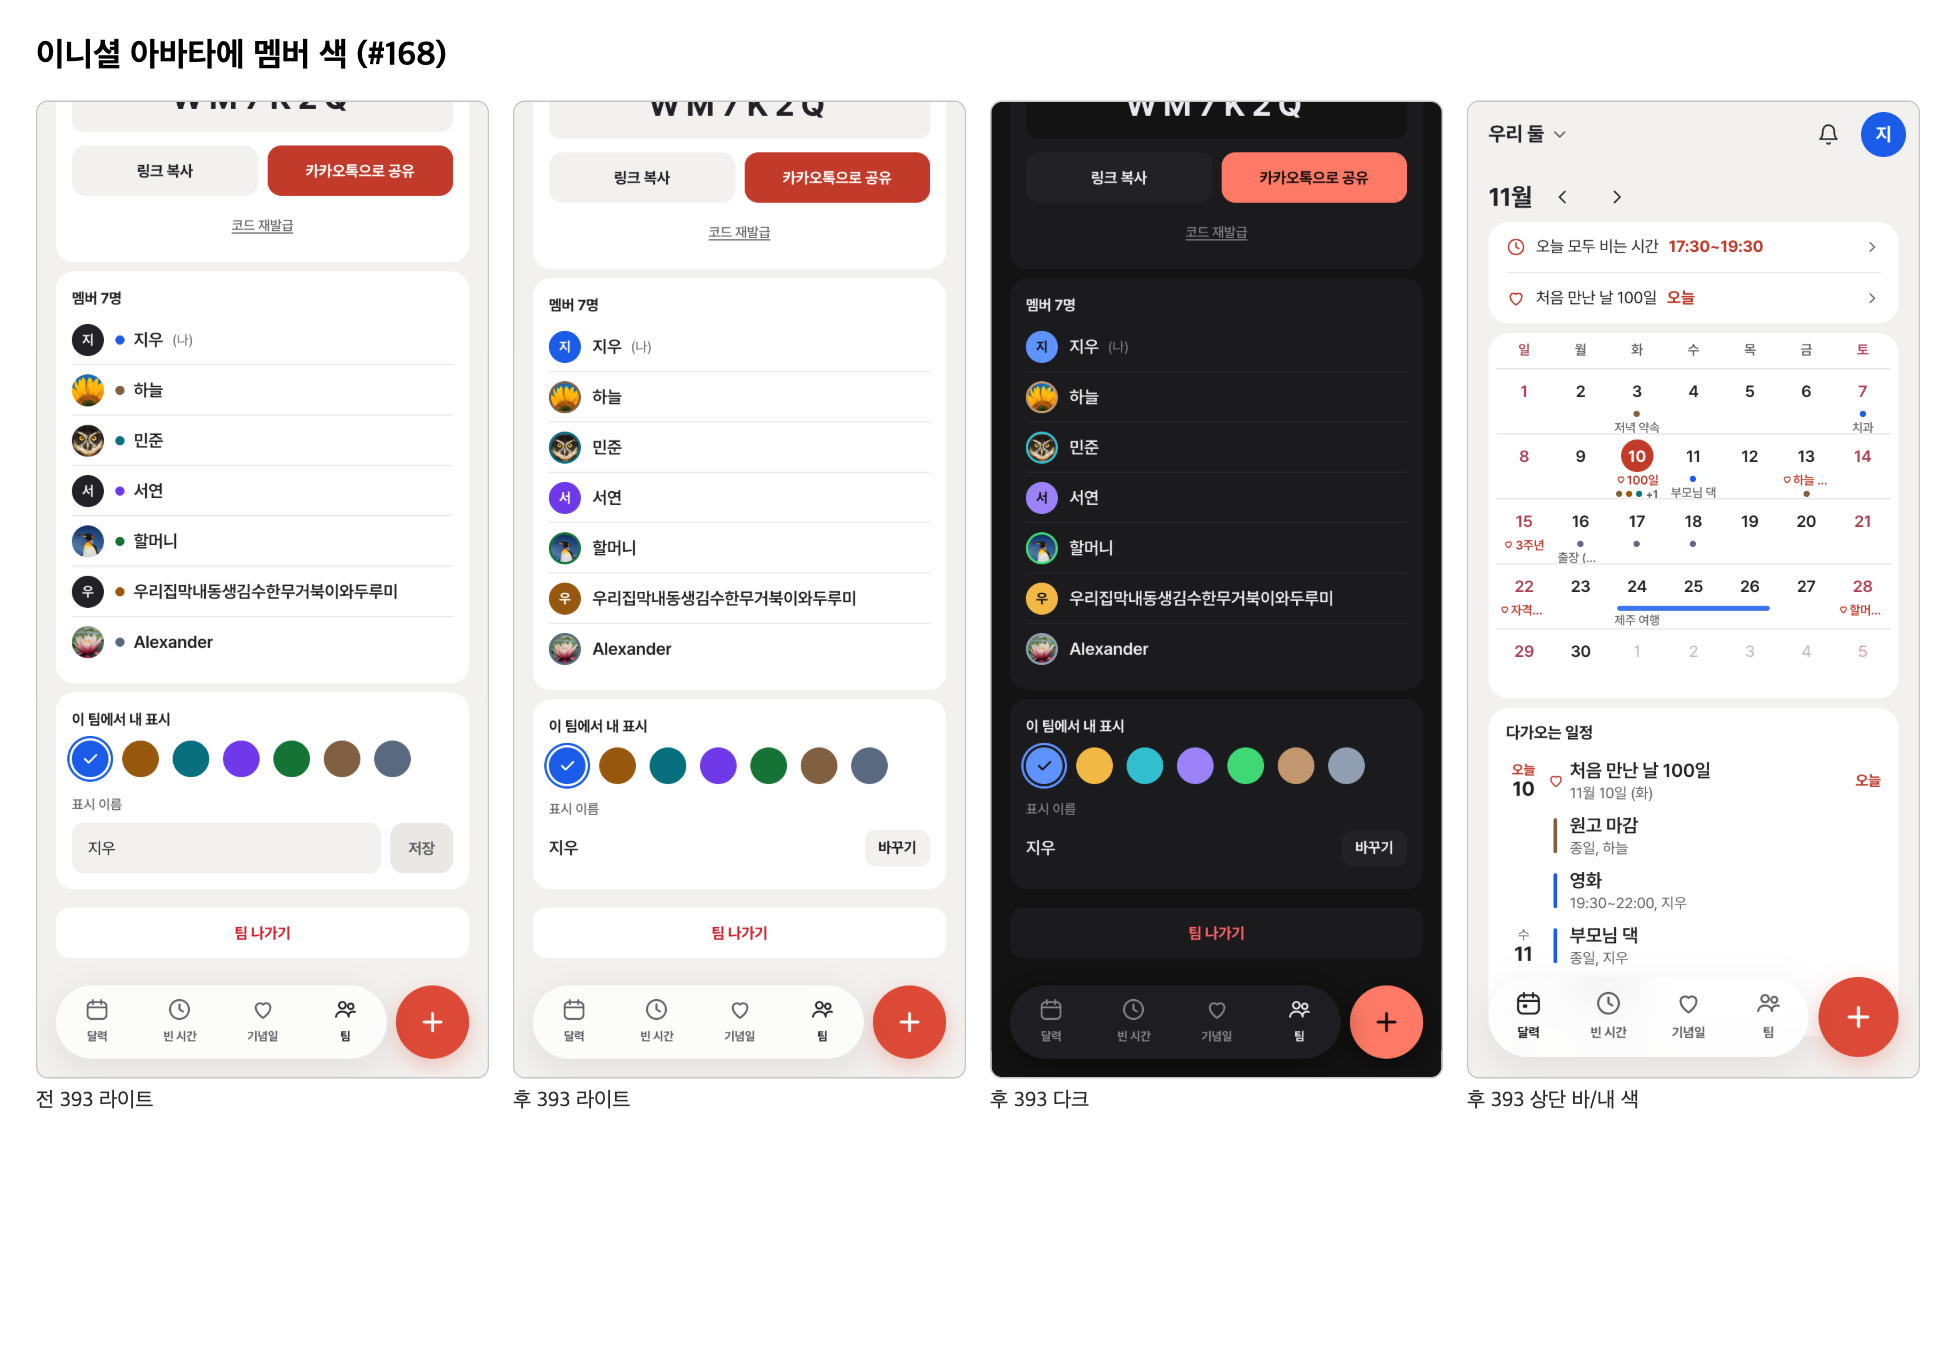 이니셜 아바타에 멤버 색 (#168)
WM7K2Q
링크 복사
카카오톡으로 공유
코드 재발급
멤버 7명
지 지우 (나)
하늘
민준
서 서연
할머니
우 우리집막내동생김수한무거북이와두루미
Alexander
이 팀에서 내 표시
표시 이름
지우
저장
팀 나가기
달력 빈 시간 기념일 팀
전 393 라이트
WM7K2Q
링크 복사
카카오톡으로 공유
코드 재발급
멤버 7명
지 지우 (나)
하늘
민준
서 서연
할머니
우 우리집막내동생김수한무거북이와두루미
Alexander
이 팀에서 내 표시
표시 이름
지우
바꾸기
팀 나가기
달력 빈 시간 기념일 팀
후 393 라이트
WM7K2Q
링크 복사
카카오톡으로 공유
코드 재발급
멤버 7명
지 지우 (나)
하늘
민준
서 서연
할머니
우 우리집막내동생김수한무거북이와두루미
Alexander
이 팀에서 내 표시
표시 이름
지우
바꾸기
팀 나가기
달력 빈 시간 기념일 팀
후 393 다크
우리 둘
지
11월
오늘 모두 비는 시간 17:30~19:30
처음 만난 날 100일 오늘
일 월 화 수 목 금 토
1 2 3 4 5 6 7
저녁 약속 치과
8 9 10 11 12 13 14
100일 하늘 ...
+1 부모님 댁
15 16 17 18 19 20 21
3주년
출장 (...
22 23 24 25 26 27 28
자격... 할머...
제주 여행
29 30 1 2 3 4 5
다가오는 일정
오늘
10
처음 만난 날 100일
11월 10일 (화)
오늘
원고 마감
종일, 하늘
영화
19:30~22:00, 지우
수
11
부모님 댁
종일, 지우
달력 빈 시간 기념일 팀
후 393 상단 바/내 색